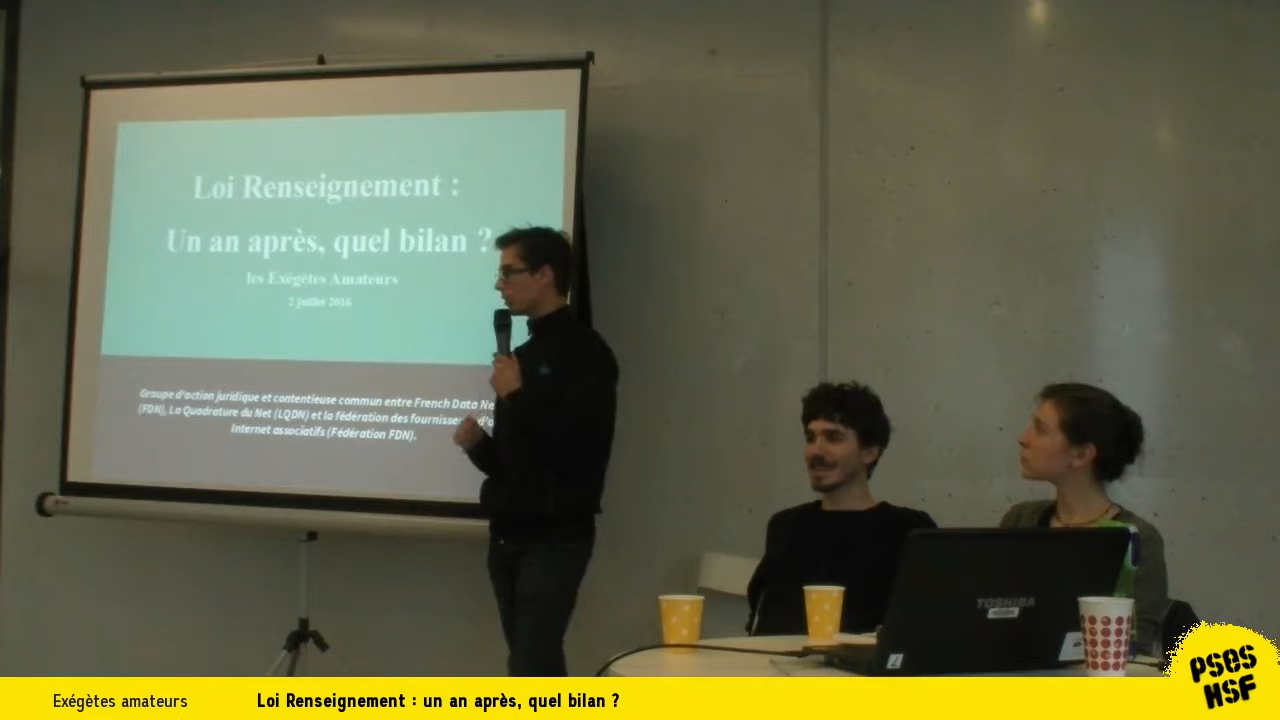 Loi Renseignement :
Un an après, quel bilan ?
les Exégètes Amateurs
2 juillet 2016
Groupe d'action juridique et contentieuse commun entre French Data Ne
(FDN), La Quadrature du Net (LQDN) et la fédération des fournisse d'a
Internet associatifs (Fédération FDN).
TOSHIBA
7
Exégètes amateurs
Loi Renseignement : un an après, quel bilan ?
PSES
HSF